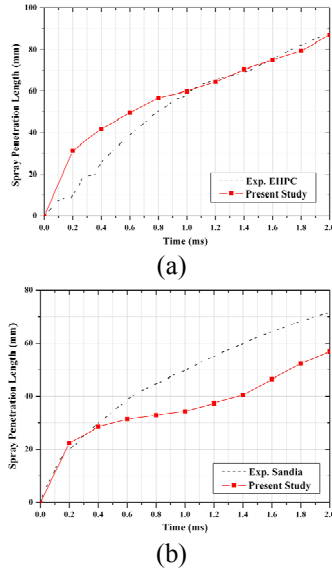 100
80
60
40
20
0
Spray Penetration Length (mm)
Exp. EHPC
Present Study
0.0 0.2 0.4 0.6 0.8 1.0 1.2 1.4 1.6 1.8 2.0
Time (ms)
(a)
80
60
40
20
0
Spray Penetration Length (mm)
Exp. Sandia
Present Study
0.0 0.2 0.4 0.6 0.8 1.0 1.2 1.4 1.6 1.8 2.0
Time (ms)
(b)